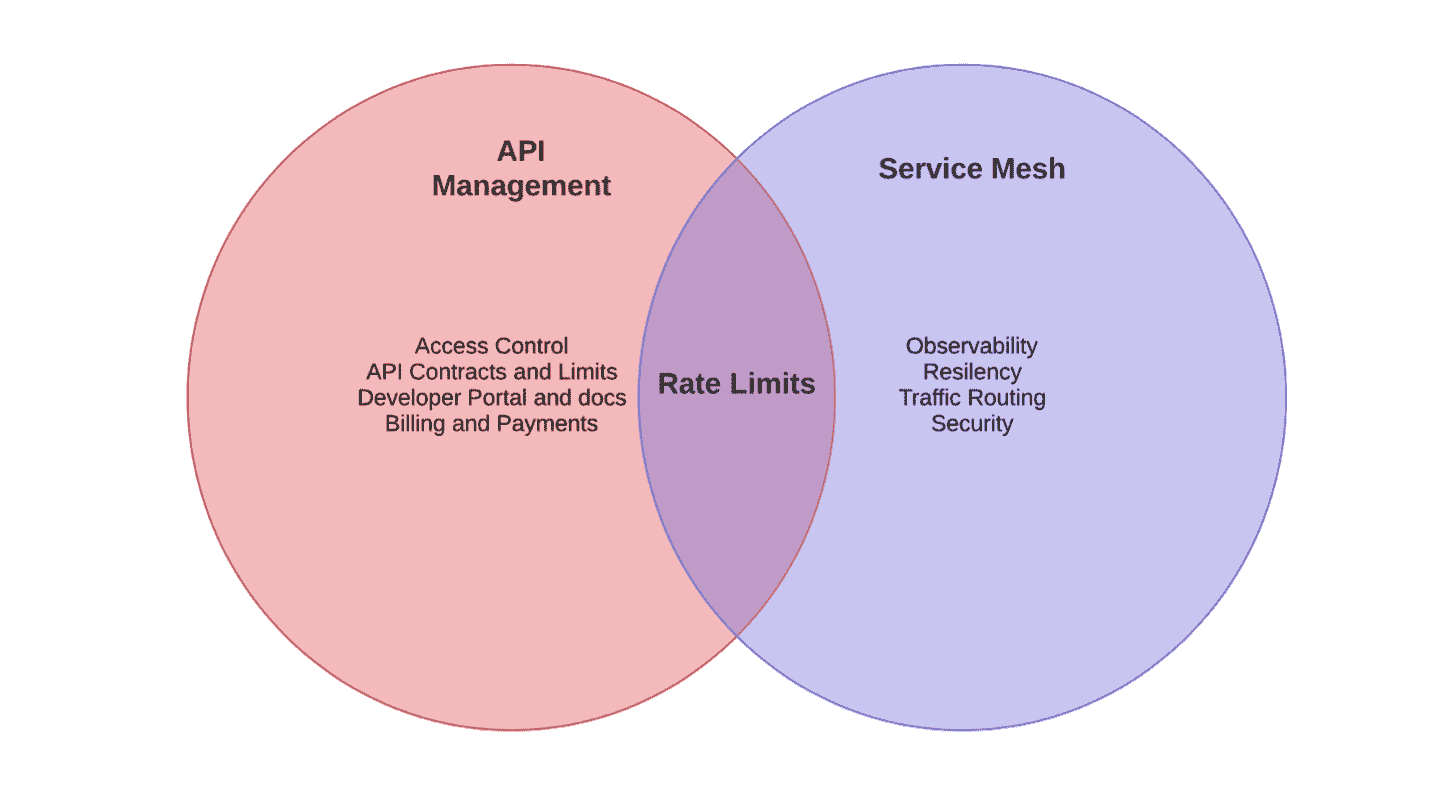 API
Management
Service Mesh
Access Control
API Contracts and Limits
Developer Portal and docs
Billing and Payments
Rate Limits
Observability
Resilency
Traffic Routing
Security